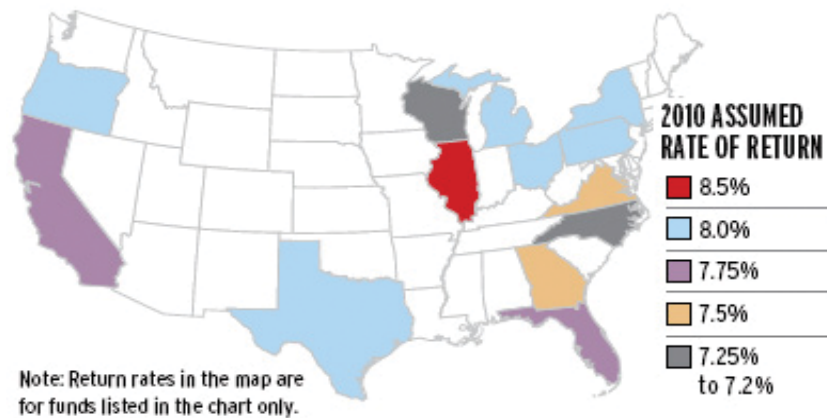 2010 ASSUMED
RATE OF RETURN
8.5%
8.0%
7.75%
7.5%
7.25%
to 7.2%
Note: Return rates in the map are
for funds listed in the chart only.